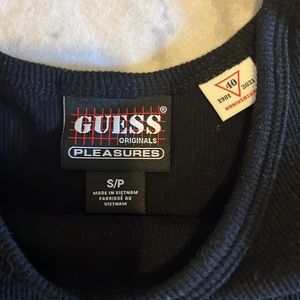 GUESS®
ORIGINALS
PLEASURES
S/P
MADE IN VIETNAM
FABRIQUÉ AU
VIETNAM
40
1981 2021
ANNIVERSARY